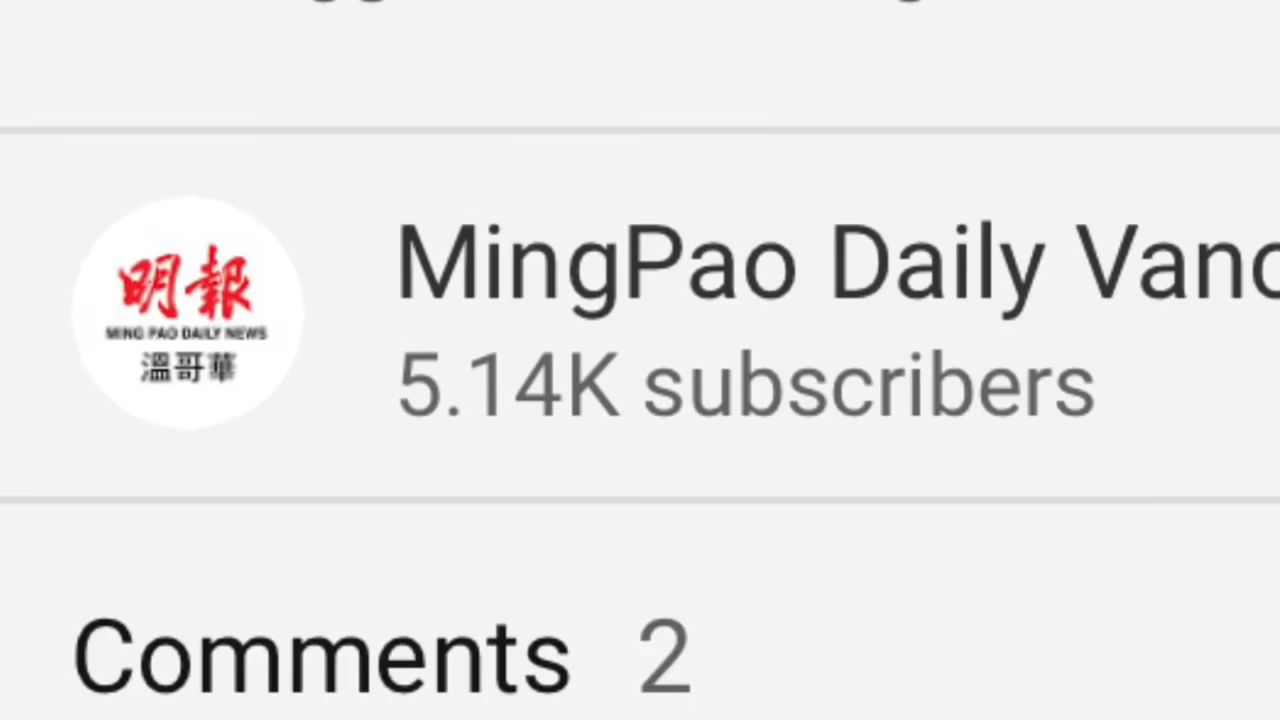 明報
MING PAO DAILY NEWS
溫哥華
MingPao Daily Vanc
5.14K subscribers
Comments 2